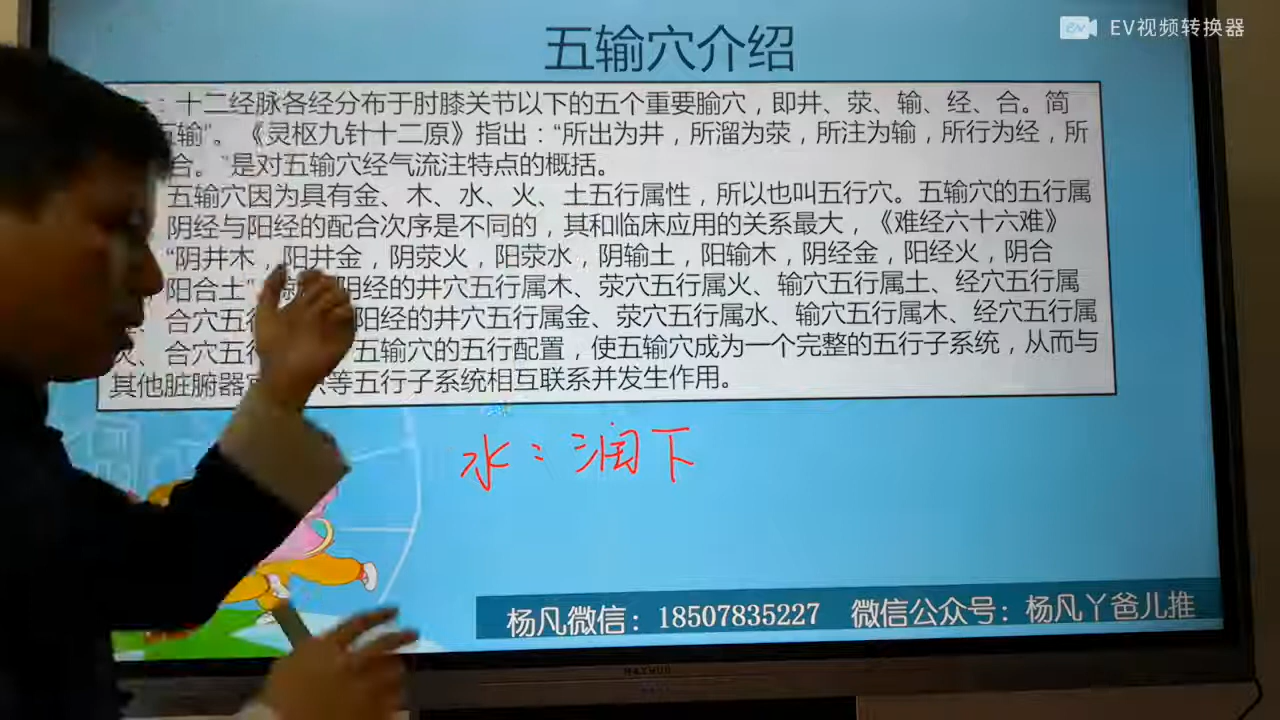 EV视频转换器
五输穴介绍
：十二经脉各经分布于肘膝关节以下的五个重要腧穴，即井、荥、输、经、合。简
五输”。《灵枢九针十二原》指出：“所出为井，所溜为荥，所注为输，所行为经，所
合。”是对五输穴经气流注特点的概括。
五输穴因为具有金、木、水、火、土五行属性，所以也叫五行穴。五输穴的五行属
阴经与阳经的配合次序是不同的，其和临床应用的关系最大，《难经六十六难》
“阴井木，阳井金，阴荥火，阳荥水，阴输土，阳输木，阴经金，阳经火，阴合
阳合土”阴经的井穴五行属木、荥穴五行属火、输穴五行属土、经穴五行属
、合穴五行阳经的井穴五行属金、荥穴五行属水、输穴五行属木、经穴五行属
火、合穴五行五输穴的五行配置，使五输穴成为一个完整的五行子系统，从而与
其他脏腑器等五行子系统相互联系并发生作用。
水：润下
杨凡微信：18507835227 微信公众号：杨凡丫爸儿推